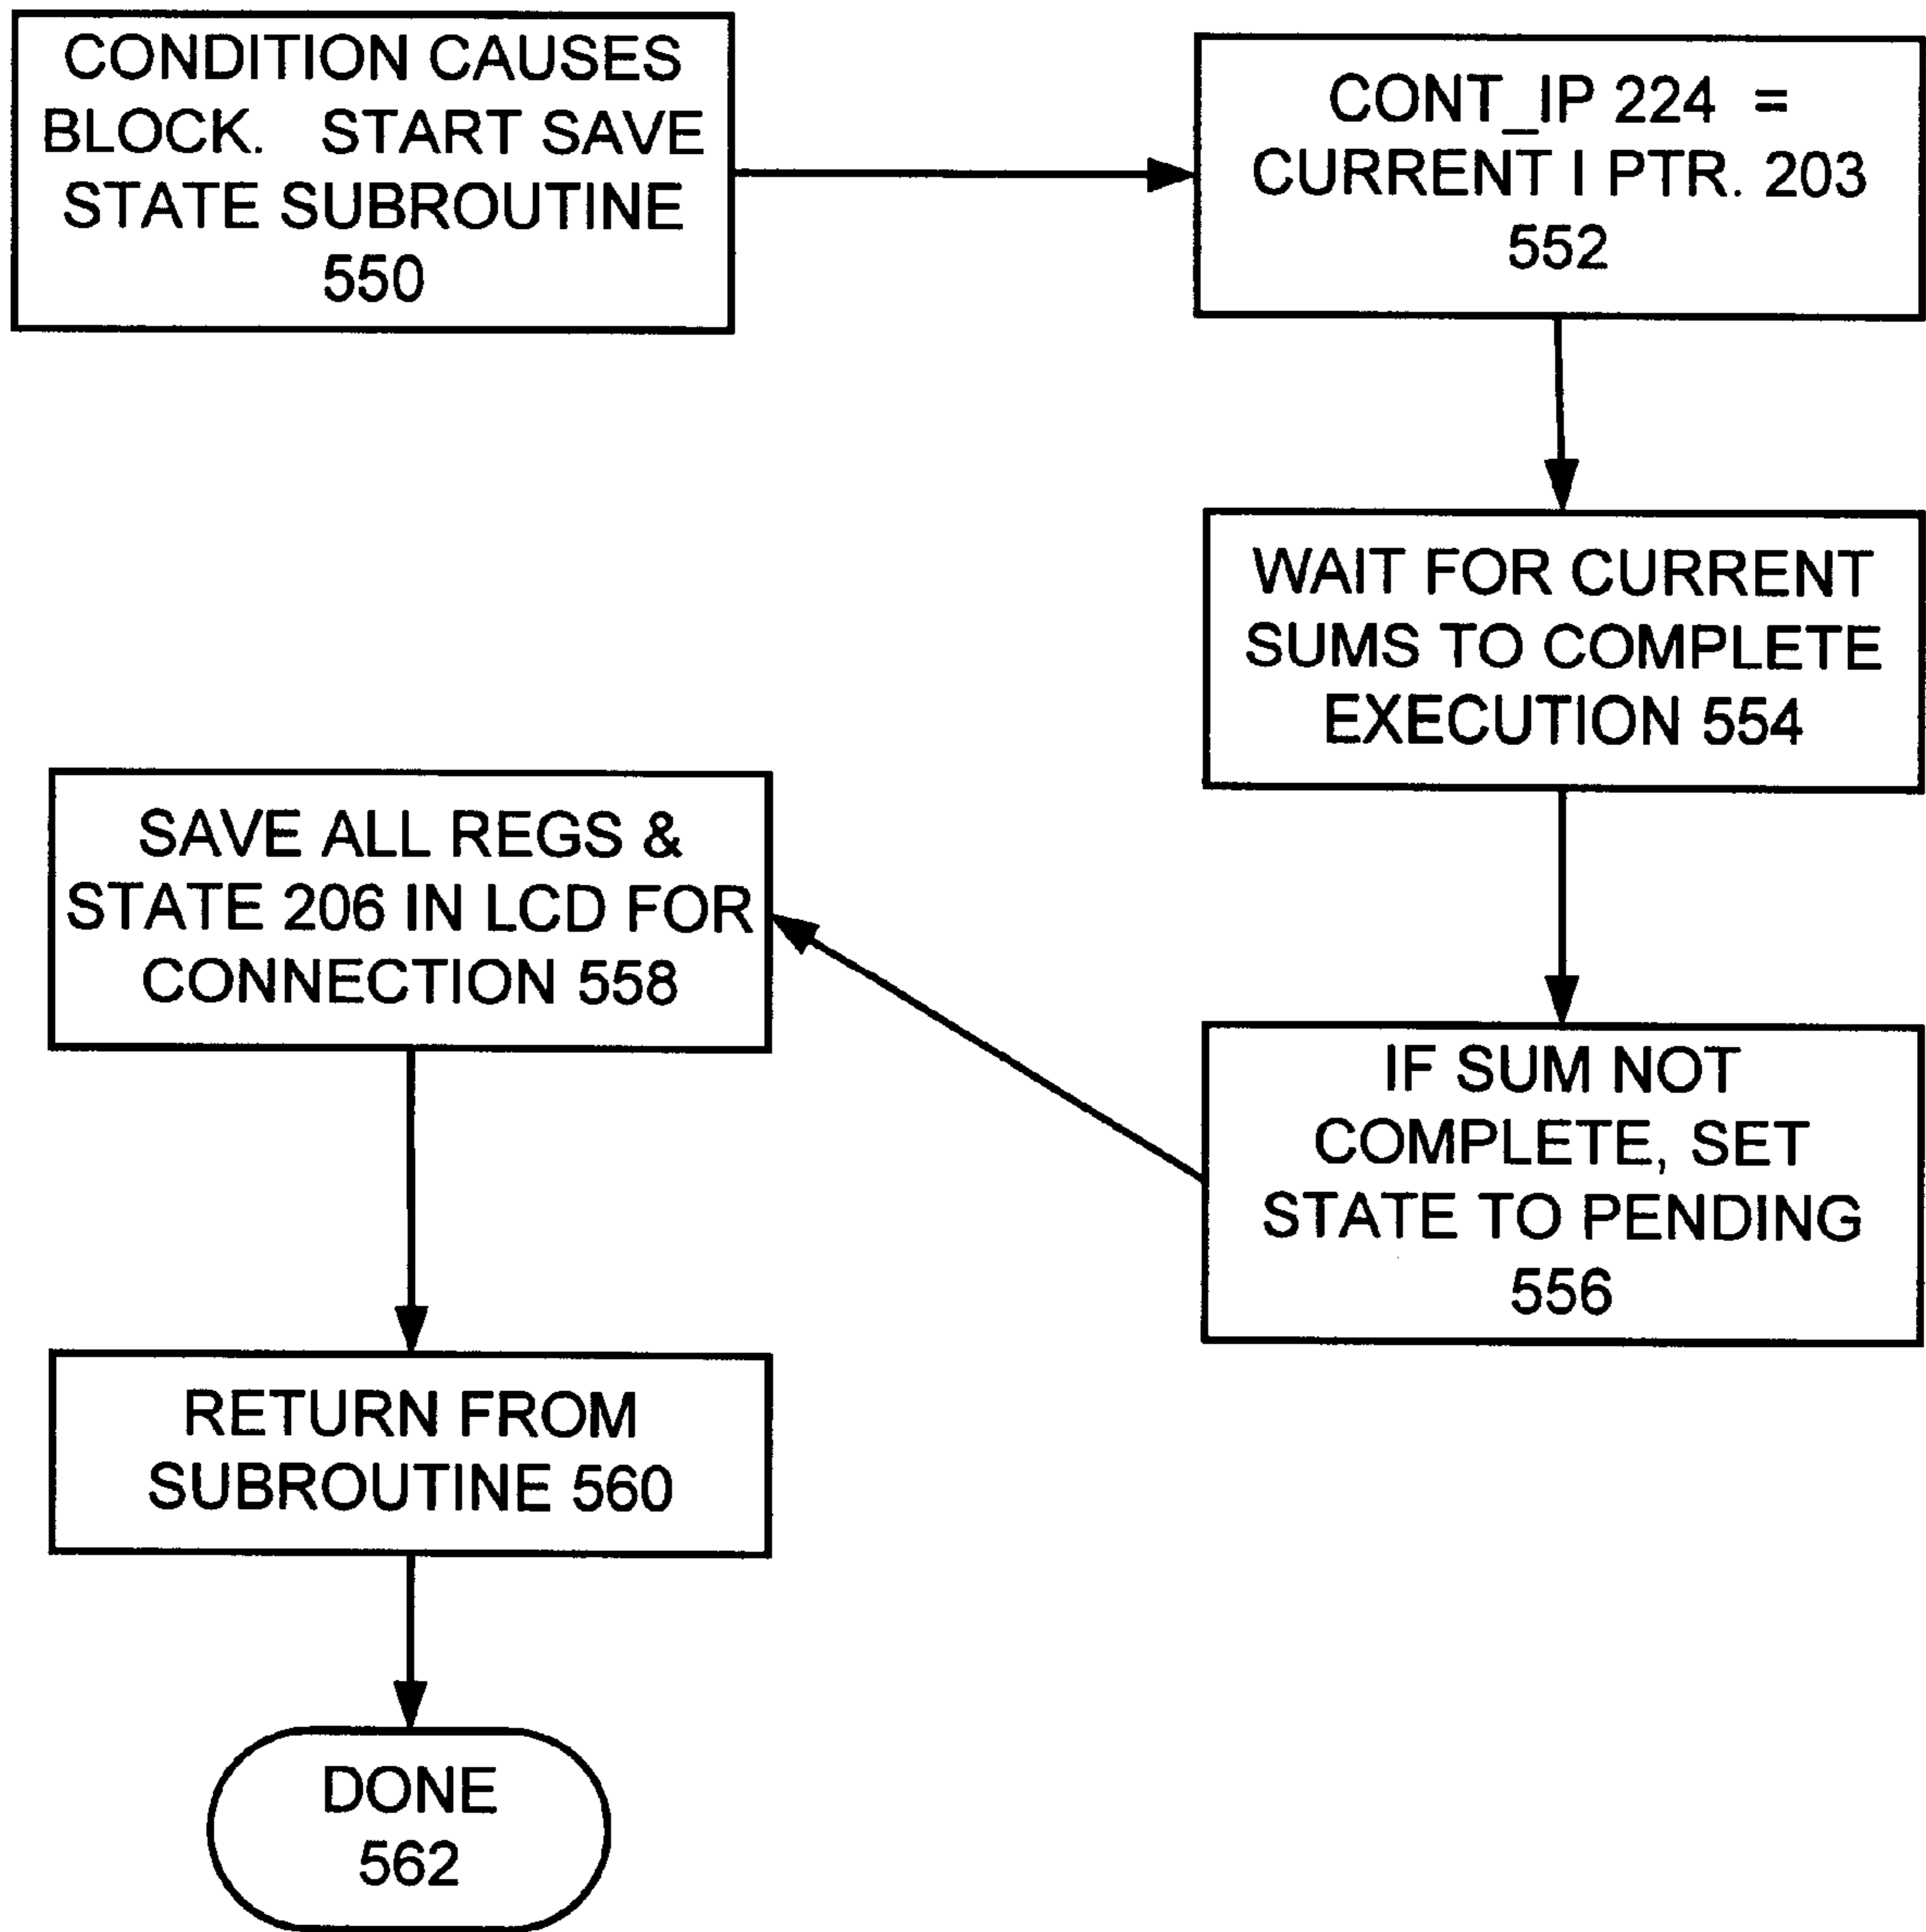 CONDITION CAUSES
BLOCK. START SAVE
STATE SUBROUTINE
550
CONT_IP 224 =
CURRENT I PTR. 203
552
WAIT FOR CURRENT
SUMS TO COMPLETE
EXECUTION 554
IF SUM NOT
COMPLETE, SET
STATE TO PENDING
556
SAVE ALL REGS &
STATE 206 IN LCD FOR
CONNECTION 558
RETURN FROM
SUBROUTINE 560
DONE
562